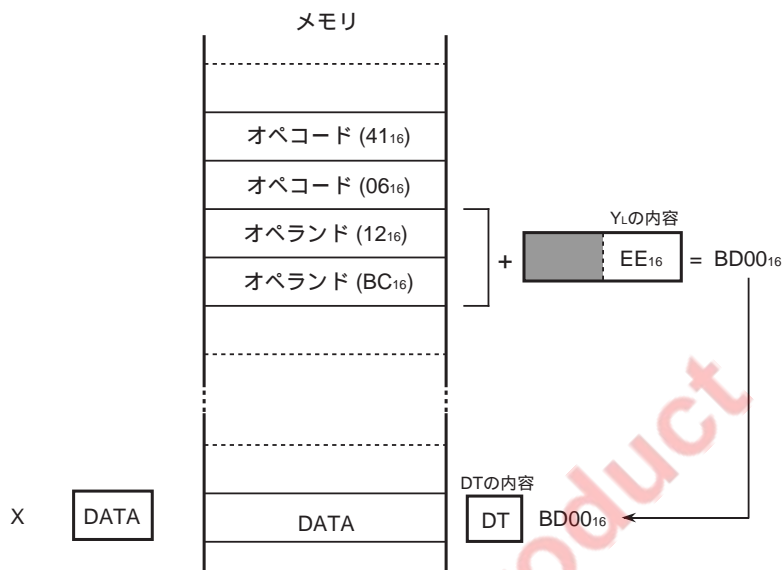 メモリ
オペコード (41₁₆)
オペコード (06₁₆)
オペランド (12₁₆)
オペランド (BC₁₆)
YLの内容
+ EE₁₆ = BD00₁₆
DTの内容
X DATA DATA DT BD00₁₆